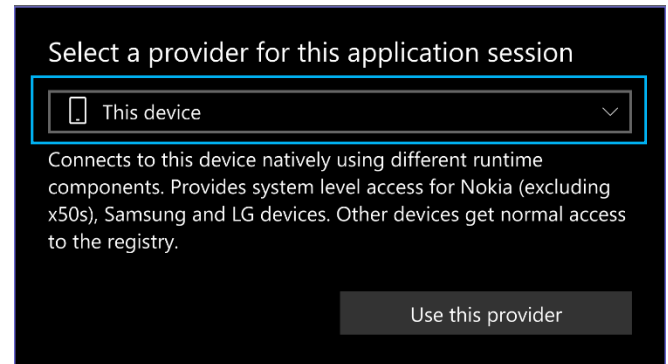 Select a provider for this application session
This device
Connects to this device natively using different runtime
components. Provides system level access for Nokia (excluding
x50s), Samsung and LG devices. Other devices get normal access
to the registry.
Use this provider